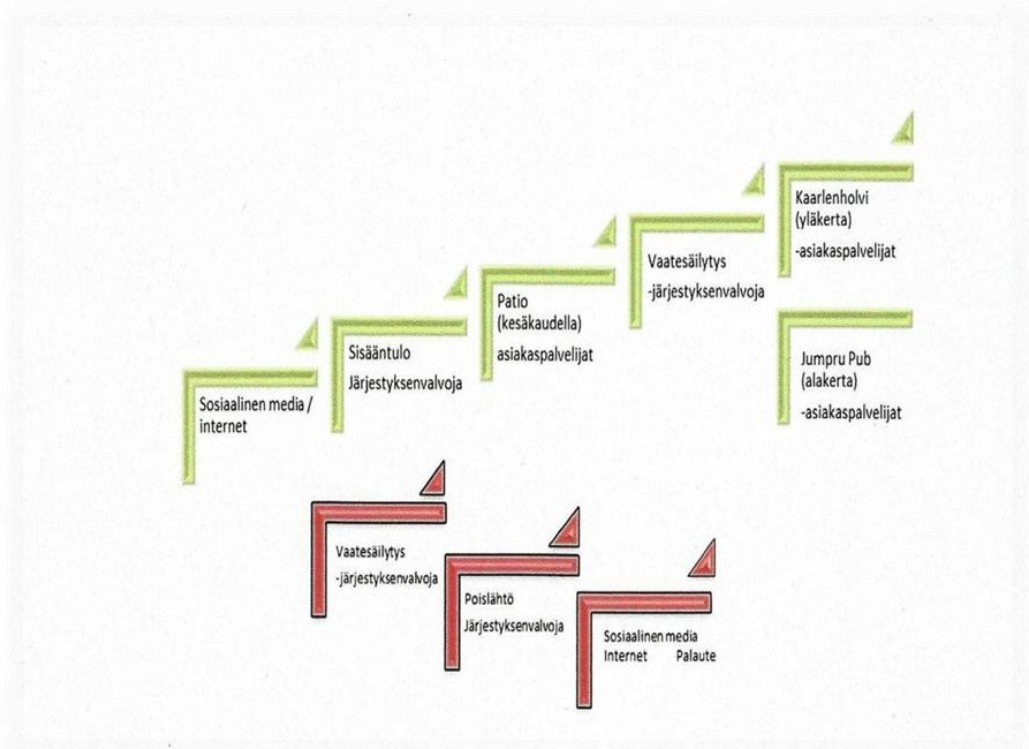 Sosiaalinen media /
internet
Sisääntulo
Järjestyksenvalvoja
Patio
(kesäkaudella)
asiakaspalvelijat
Vaatesäilytys
-järjestyksenvalvoja
Kaarlenholvi
(yläkerta)
-asiakaspalvelijat
Jumpru Pub
(alakerta)
-asiakaspalvelijat
Vaatesäilytys
-järjestyksenvalvoja
Poislähtö
Järjestyksenvalvoja
Sosiaalinen media
Internet Palaute